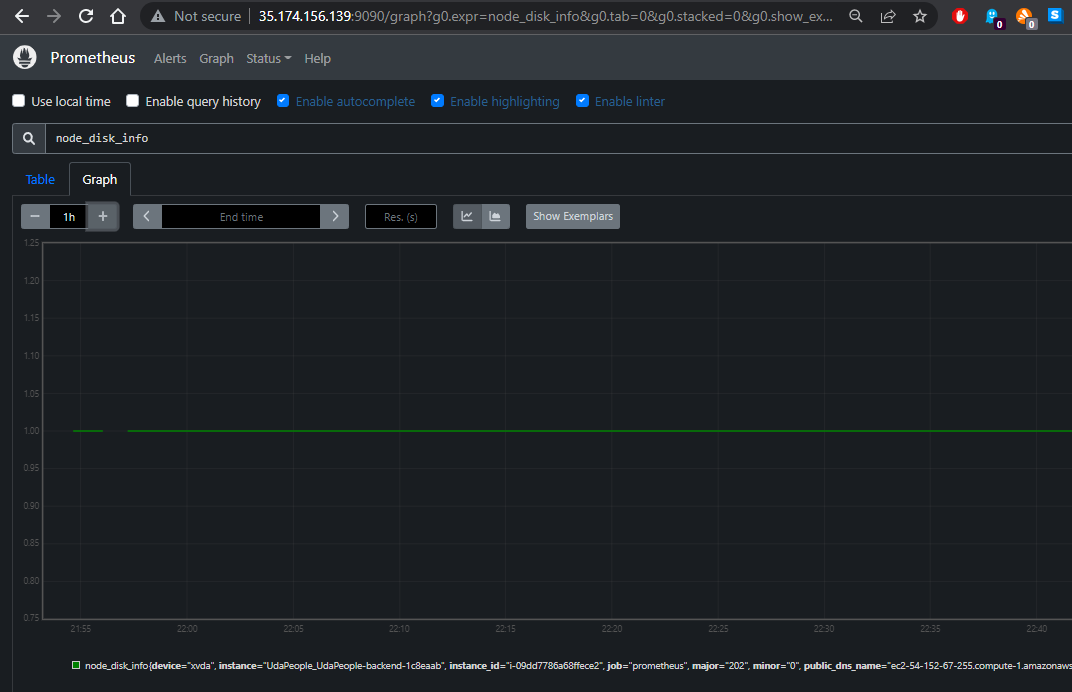 Not secure 35.174.156.139:9090/graph?g0.expr=node_disk_info&g0.tab=0&g0.stacked=0&g0.show_ex... 0 0 S
Prometheus Alerts Graph Status Help
Use local time Enable query history Enable autocomplete Enable highlighting Enable linter
node_disk_info
Table Graph
− 1h + End time Res. (s) Show Exemplars
1.25
1.20
1.15
1.10
1.05
1.00
0.95
0.90
0.85
0.80
0.75
21:55 22:00 22:05 22:10 22:15 22:20 22:25 22:30 22:35 22:40
node_disk_info{device="xvda", instance="UdaPeople_UdaPeople-backend-1c8eaab", instance_id="i-09dd7786a68ffece2", job="prometheus", major="202", minor="0", public_dns_name="ec2-54-152-67-255.compute-1.amazonaws